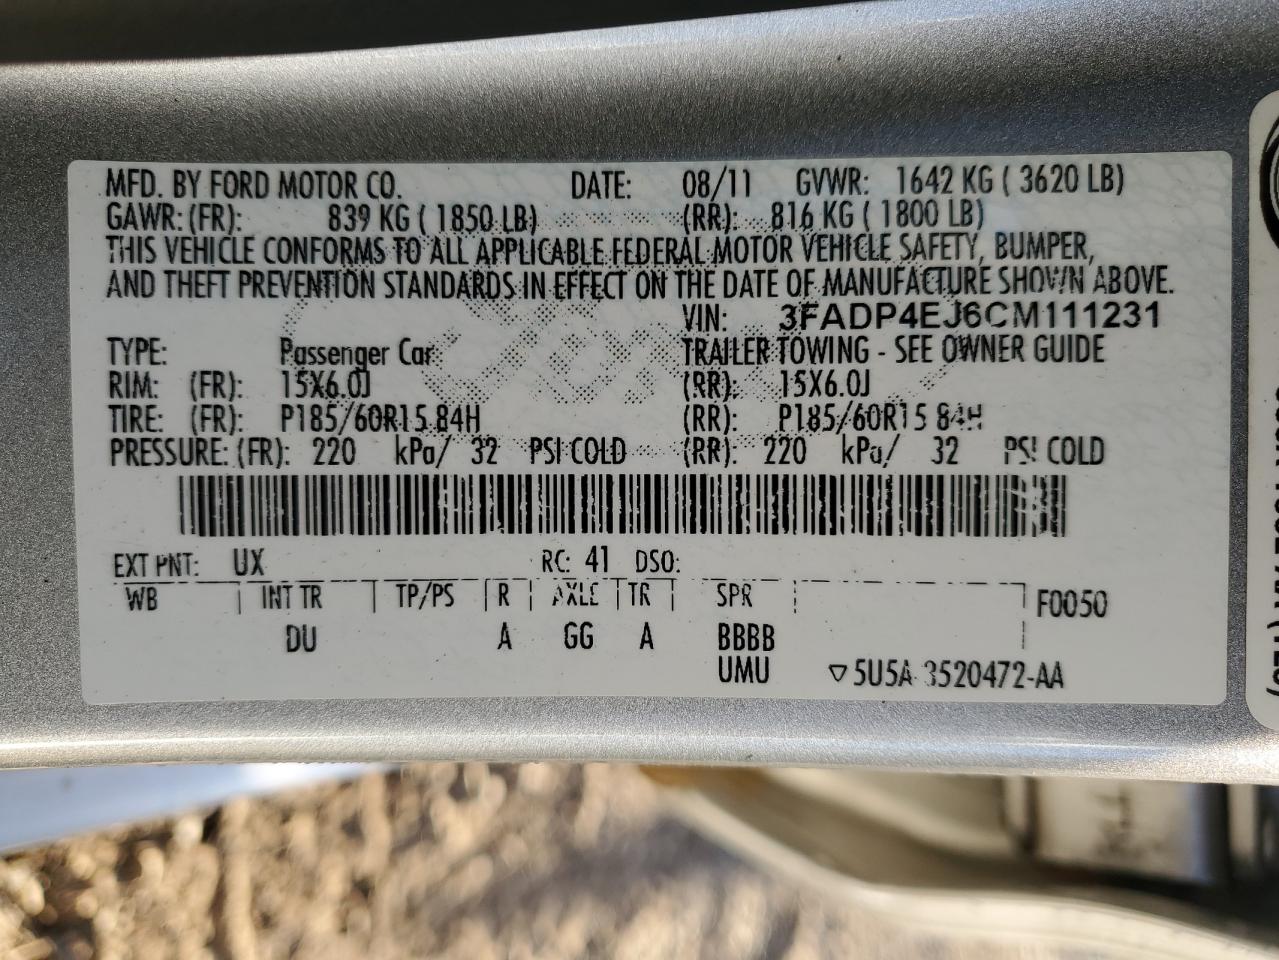 MFD. BY FORD MOTOR CO. DATE: 08/11 GVWR: 1642 KG ( 3620 LB)
GAWR: (FR): 839 KG ( 1850 LB) (RR): 816 KG ( 1800 LB)
THIS VEHICLE CONFORMS TO ALL APPLICABLE FEDERAL MOTOR VEHICLE SAFETY, BUMPER,
AND THEFT PREVENTION STANDARDS IN EFFECT ON THE DATE OF MANUFACTURE SHOWN ABOVE.
VIN: 3FADP4EJ6CM111231
TYPE: Passenger Car TRAILER TOWING - SEE OWNER GUIDE
RIM: (FR): 15X6.0J (RR): 15X6.0J
TIRE: (FR): P185/60R15 84H (RR): P185/60R15 84H
PRESSURE: (FR): 220 kPa/ 32 PSI COLD (RR): 220 kPa/ 32 PSI COLD
EXT PNT: UX RC: 41 DSO:
WB INT TR TP/PS R AXLE TR SPR F0050
DU A GG A BBBB
UMU ▽5U5A-3520472-AA